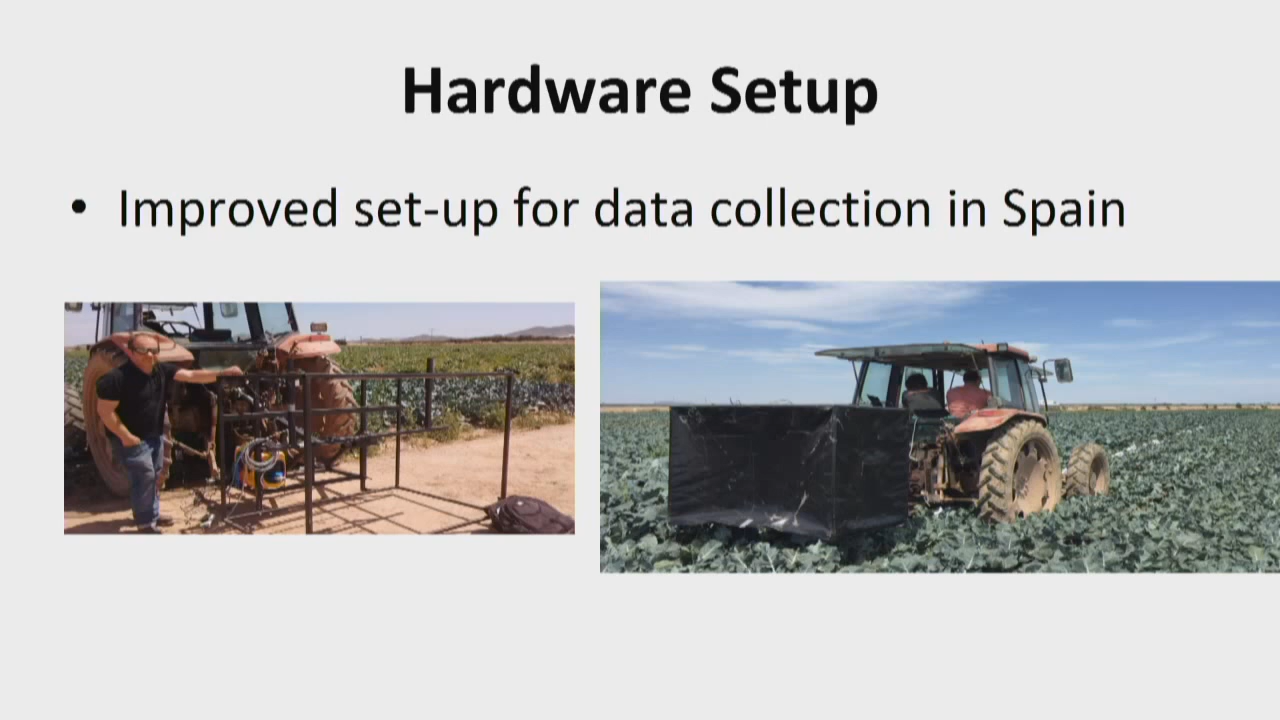 Hardware Setup
• Improved set-up for data collection in Spain